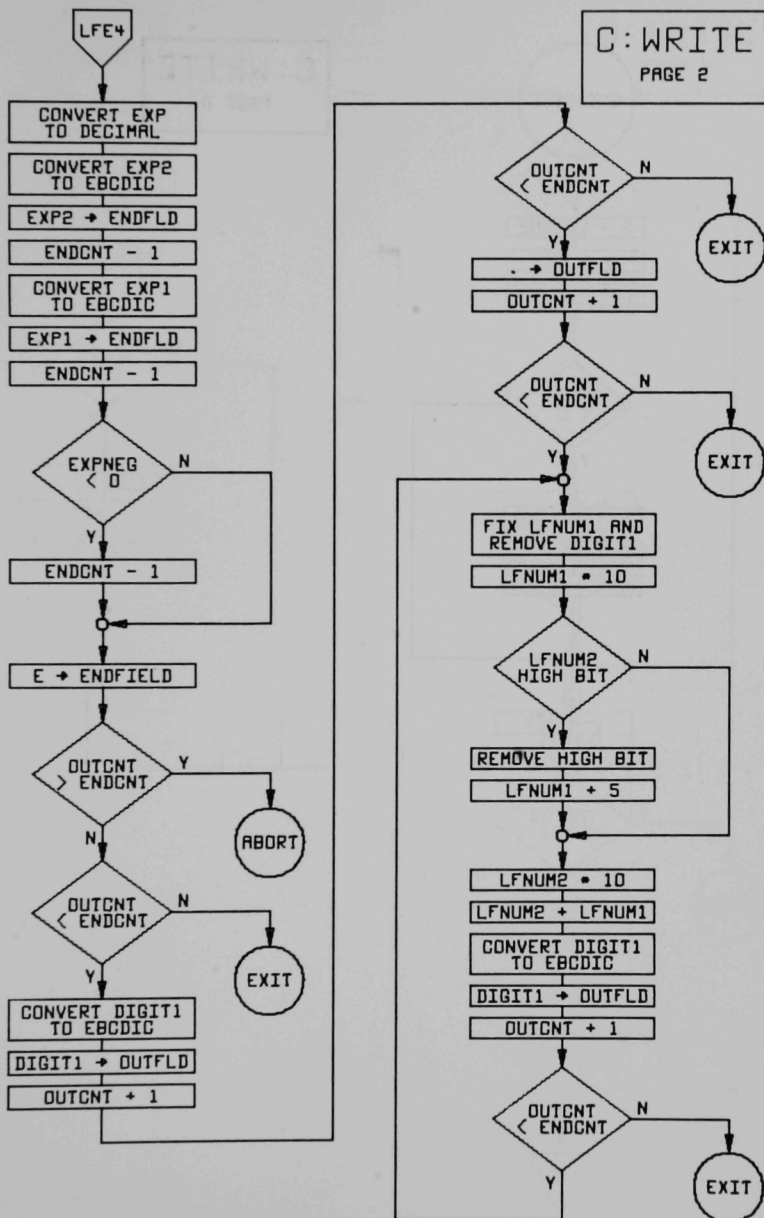 LFE4
CONVERT EXP
TO DECIMAL
CONVERT EXP2
TO EBCDIC
EXP2 → ENDFLD
ENDCNT - 1
CONVERT EXP1
TO EBCDIC
EXP1 → ENDFLD
ENDCNT - 1
EXPNEG
< 0
N
Y
ENDCNT - 1
E → ENDFIELD
OUTCNT
> ENDCNT
Y
ABORT
N
OUTCNT
< ENDCNT
N
EXIT
Y
CONVERT DIGIT1
TO EBCDIC
DIGIT1 → OUTFLD
OUTCNT + 1
C:WRITE
PAGE 2
OUTCNT
< ENDCNT
N
EXIT
Y
. → OUTFLD
OUTCNT + 1
OUTCNT
< ENDCNT
N
EXIT
Y
FIX LFNUM1 AND
REMOVE DIGIT1
LFNUM1 * 10
LFNUM2
HIGH BIT
N
Y
REMOVE HIGH BIT
LFNUM1 + 5
LFNUM2 * 10
LFNUM2 + LFNUM1
CONVERT DIGIT1
TO EBCDIC
DIGIT1 → OUTFLD
OUTCNT + 1
OUTCNT
< ENDCNT
N
EXIT
Y